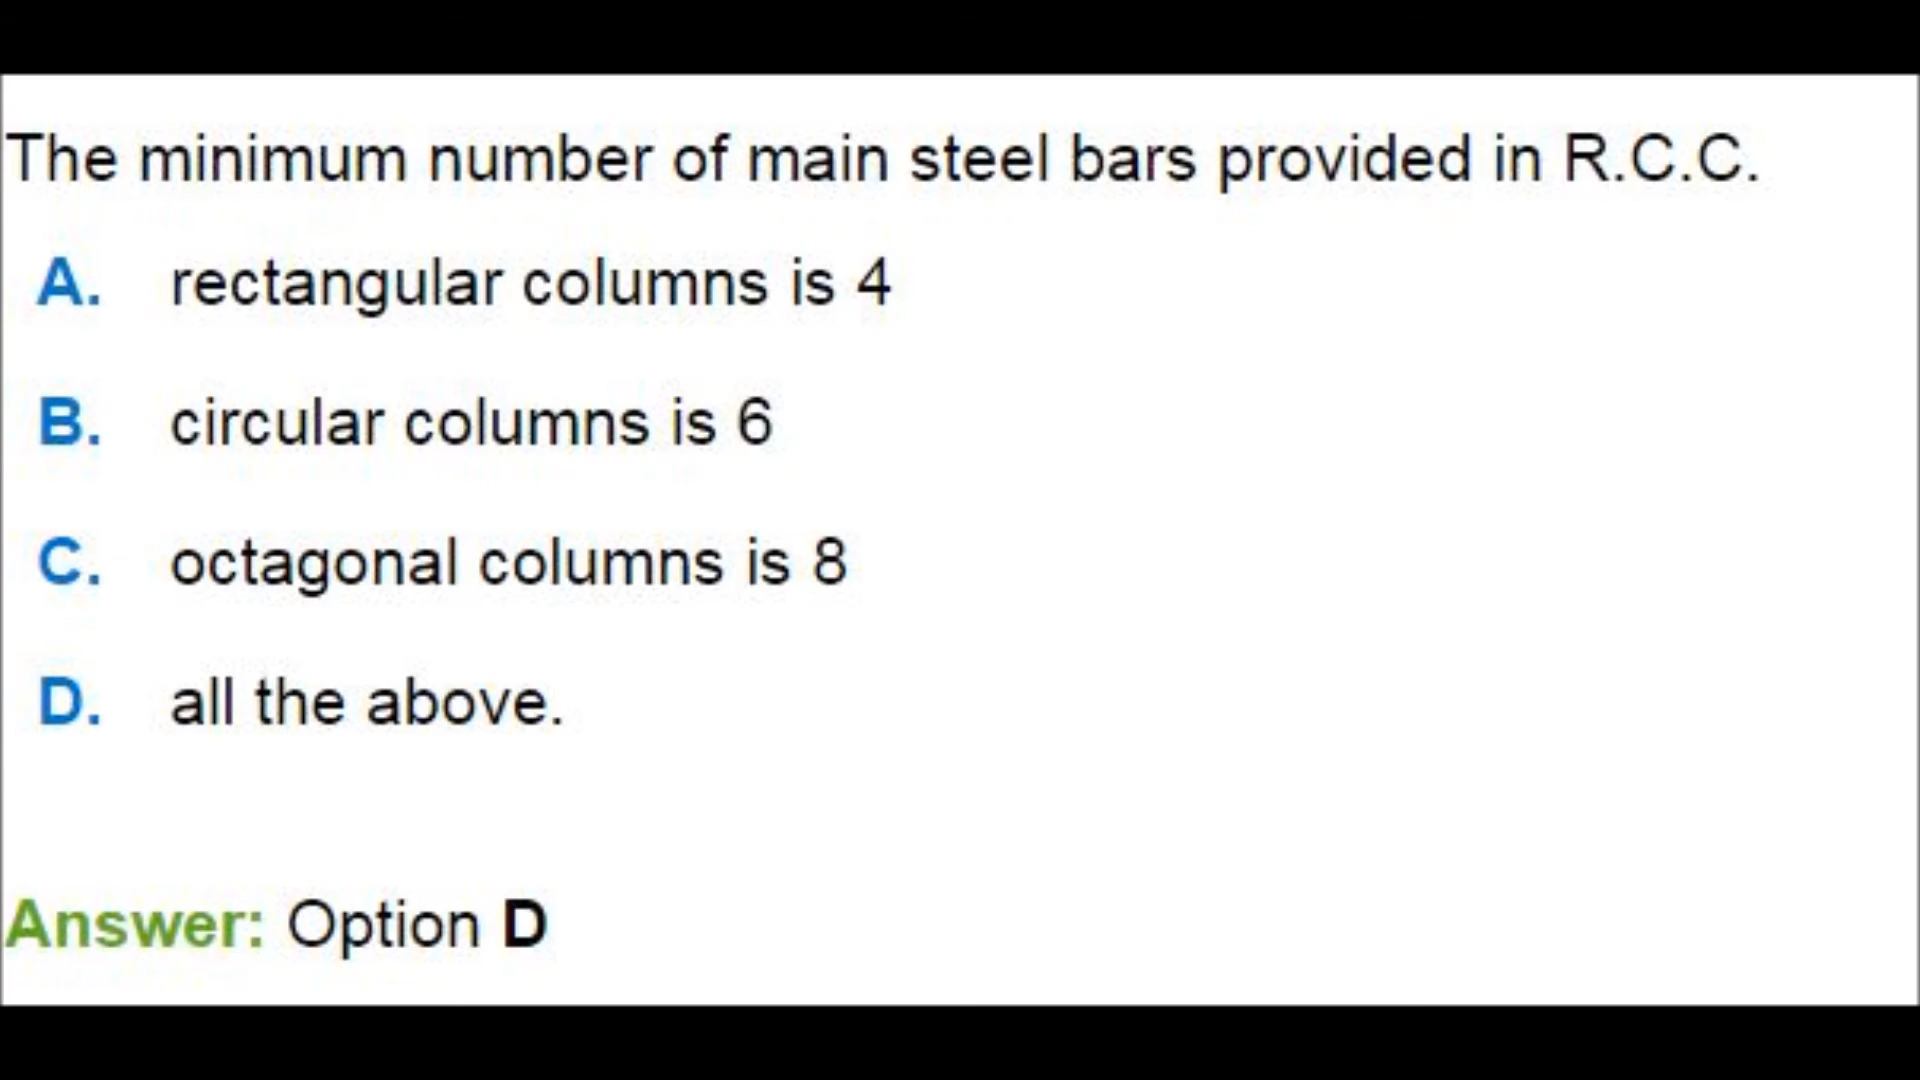 The minimum number of main steel bars provided in R.C.C.
A. rectangular columns is 4
B. circular columns is 6
C. octagonal columns is 8
D. all the above.
Answer: Option D